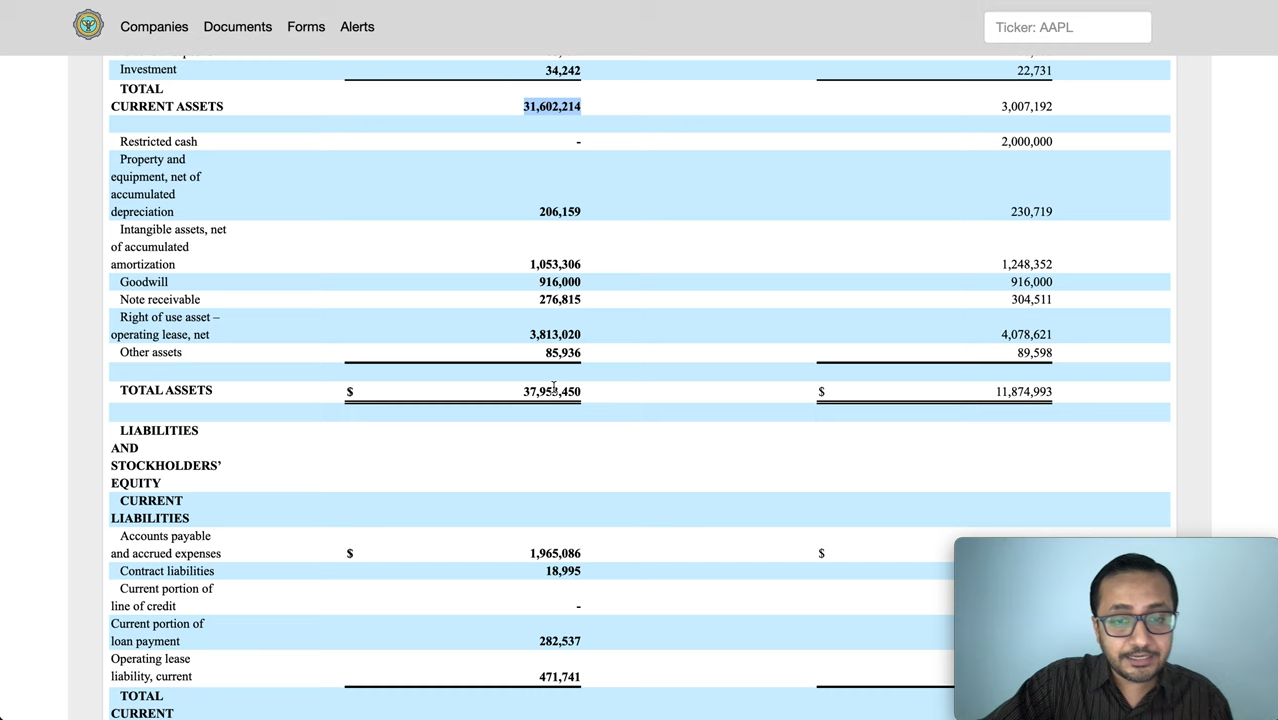 Companies Documents Forms Alerts Ticker: AAPL
Investment 34,242 22,731
TOTAL
CURRENT ASSETS 31,602,214 3,007,192
Restricted cash - 2,000,000
Property and
equipment, net of
accumulated
depreciation 206,159 230,719
Intangible assets, net
of accumulated
amortization 1,053,306 1,248,352
Goodwill 916,000 916,000
Note receivable 276,815 304,511
Right of use asset –
operating lease, net 3,813,020 4,078,621
Other assets 85,936 89,598
TOTAL ASSETS $ 37,953,450 $ 11,874,993
LIABILITIES
AND
STOCKHOLDERS’
EQUITY
CURRENT
LIABILITIES
Accounts payable
and accrued expenses $ 1,965,086 $
Contract liabilities 18,995
Current portion of
line of credit -
Current portion of
loan payment 282,537
Operating lease
liability, current 471,741
TOTAL
CURRENT